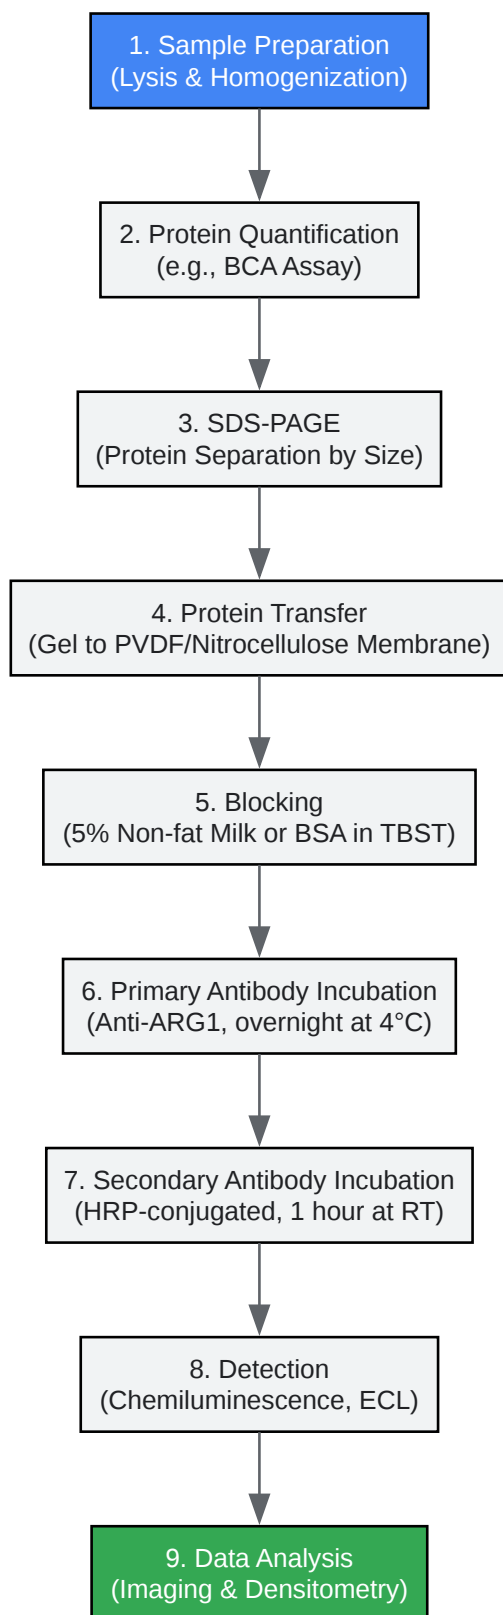 1. Sample Preparation
(Lysis & Homogenization)
2. Protein Quantification
(e.g., BCA Assay)
3. SDS-PAGE
(Protein Separation by Size)
4. Protein Transfer
(Gel to PVDF/Nitrocellulose Membrane)
5. Blocking
(5% Non-fat Milk or BSA in TBST)
6. Primary Antibody Incubation
(Anti-ARG1, overnight at 4°C)
7. Secondary Antibody Incubation
(HRP-conjugated, 1 hour at RT)
8. Detection
(Chemiluminescence, ECL)
9. Data Analysis
(Imaging & Densitometry)